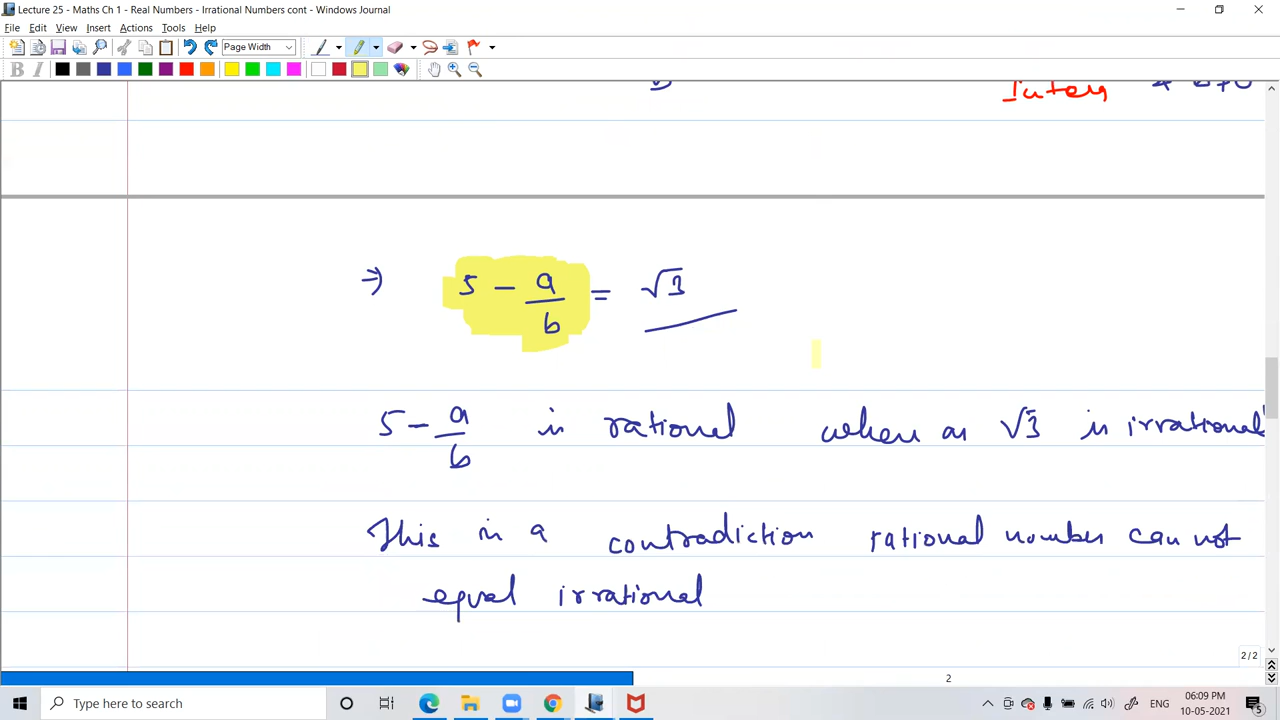 Lecture 25 - Maths Ch 1 - Real Numbers - Irrational Numbers cont - Windows Journal
File Edit View Insert Actions Tools Help
Page Width
B I
Integ
⇒ 5 - a/b = √3
5 - a/b is rational where as √3 is irrational
This is a contradiction rational number can not
equal irrational
2/2
2
Type here to search
ENG
06:09 PM
10-05-2021
5